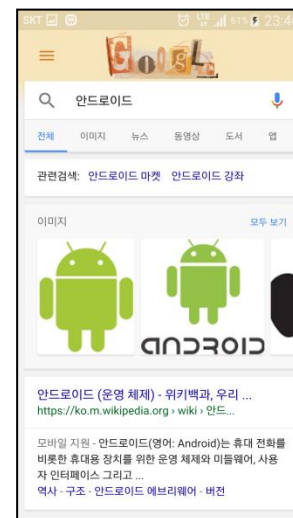 SKT LTE 61% 23:46
Google
안드로이드
전체 이미지 뉴스 동영상 도서 앱
관련검색: 안드로이드 마켓 안드로이드 강좌
이미지 모두 보기
ANDROID
안드로이드 (운영 체제) - 위키백과, 우리 ...
https://ko.m.wikipedia.org › wiki › 안드...
모바일 지원 - 안드로이드(영어: Android)는 휴대 전화를
비롯한 휴대용 장치를 위한 운영 체제와 미들웨어, 사용
자 인터페이스 그리고 ...
역사 - 구조 - 안드로이드 에브리웨어 - 버전